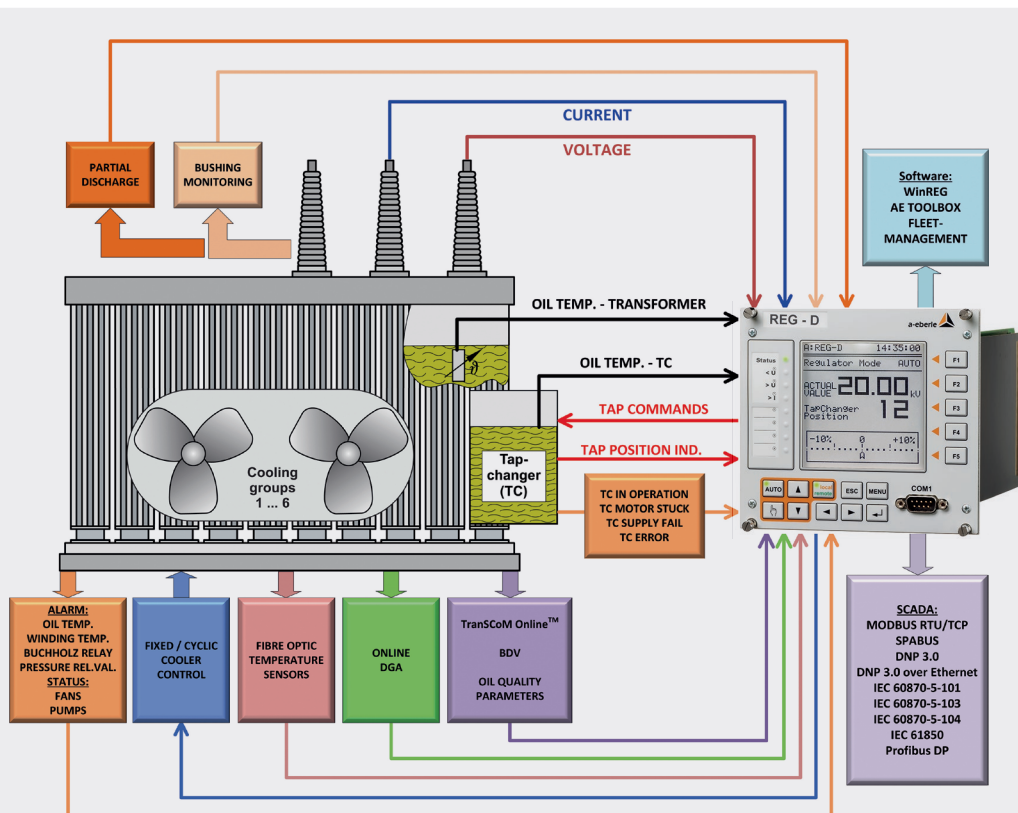 CURRENT
VOLTAGE
PARTIAL
DISCHARGE
BUSHING
MONITORING
Software:
WinREG
AE TOOLBOX
FLEET-
MANAGEMENT
OIL TEMP. - TRANSFORMER
OIL TEMP. - TC
TAP COMMANDS
TAP POSITION IND.
ϑ
Cooling
groups
1 ... 6
Tap-
changer
(TC)
TC IN OPERATION
TC MOTOR STUCK
TC SUPPLY FAIL
TC ERROR
REG - D
a-eberle
Status
< U
> U
> I
A:REG-D 14:35:00
Regulator Mode AUTO
ACTUAL
VALUE 20.00 kV
TapChanger
Position 12
-10% 0 +10%
A
F1
F2
F3
F4
F5
AUTO
local
remote
ESC
MENU
COM1
ALARM:
OIL TEMP.
WINDING TEMP.
BUCHHOLZ RELAY
PRESSURE REL.VAL.
STATUS:
FANS
PUMPS
FIXED / CYCLIC
COOLER
CONTROL
FIBRE OPTIC
TEMPERATURE
SENSORS
ONLINE
DGA
TranSCoM Online™
BDV
OIL QUALITY
PARAMETERS
SCADA:
MODBUS RTU/TCP
SPABUS
DNP 3.0
DNP 3.0 over Ethernet
IEC 60870-5-101
IEC 60870-5-103
IEC 60870-5-104
IEC 61850
Profibus DP